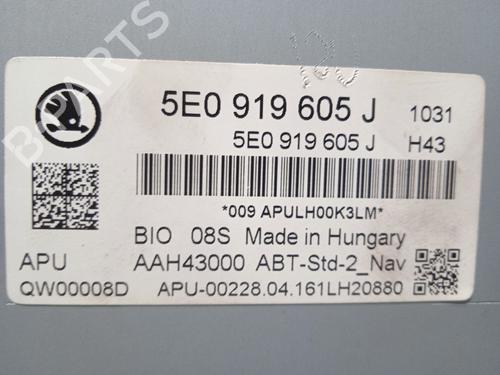 5E0 919 605 J 1031
5E0 919 605 J H43
*009 APULH00K3LM*
BIO 08S Made in Hungary
APU AAH43000 ABT-Std-2_Nav
QW00008D APU-00228.04.161LH20880
B-PARTS